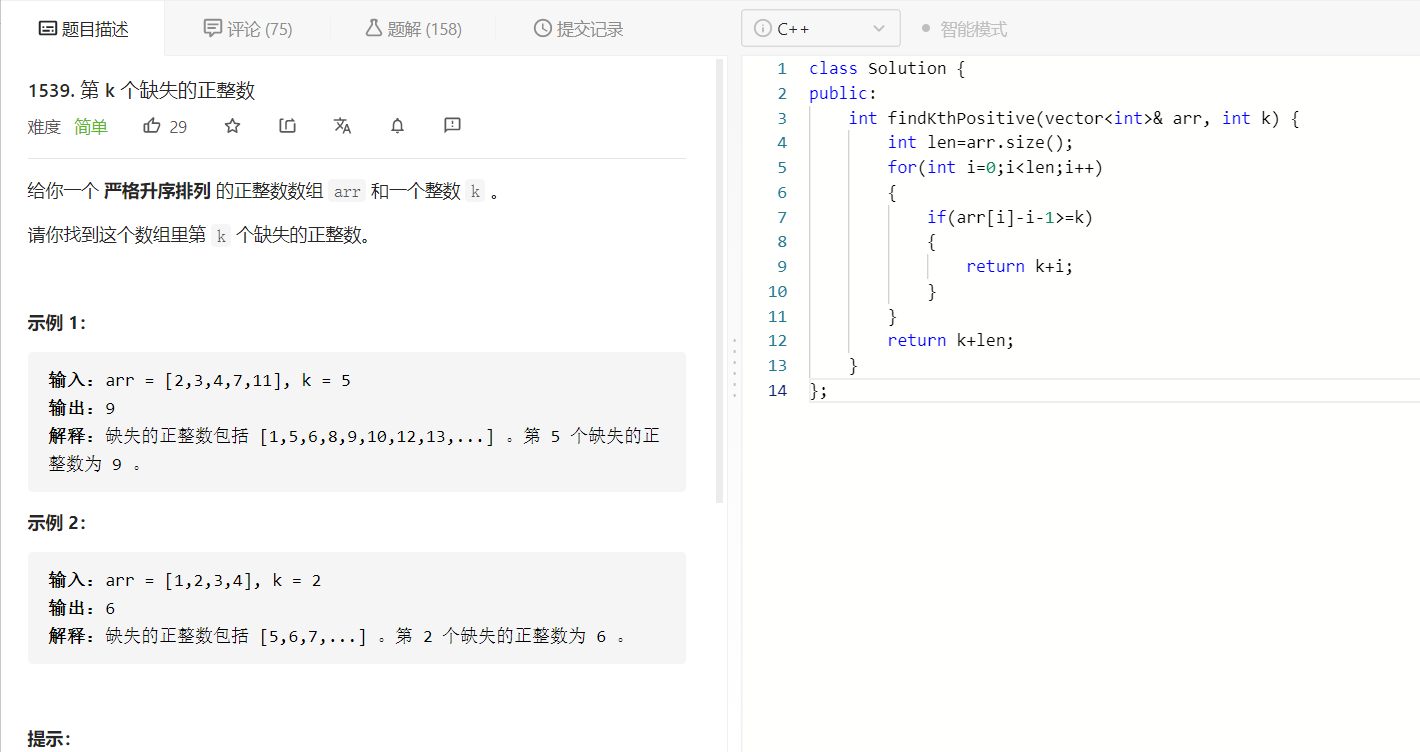 题目描述
评论 (75)
题解 (158)
提交记录
1539. 第 k 个缺失的正整数
难度 简单 29
给你一个 严格升序排列 的正整数数组 arr 和一个整数 k 。
请你找到这个数组里第 k 个缺失的正整数。
示例 1:
输入：arr = [2,3,4,7,11], k = 5
输出：9
解释：缺失的正整数包括 [1,5,6,8,9,10,12,13,...] 。第 5 个缺失的正
整数为 9 。
示例 2:
输入：arr = [1,2,3,4], k = 2
输出：6
解释：缺失的正整数包括 [5,6,7,...] 。第 2 个缺失的正整数为 6 。
提示：
C++
智能模式
1 class Solution {
2 public:
3 int findKthPositive(vector<int>& arr, int k) {
4 int len=arr.size();
5 for(int i=0;i<len;i++)
6 {
7 if(arr[i]-i-1>=k)
8 {
9 return k+i;
10 }
11 }
12 return k+len;
13 }
14 };